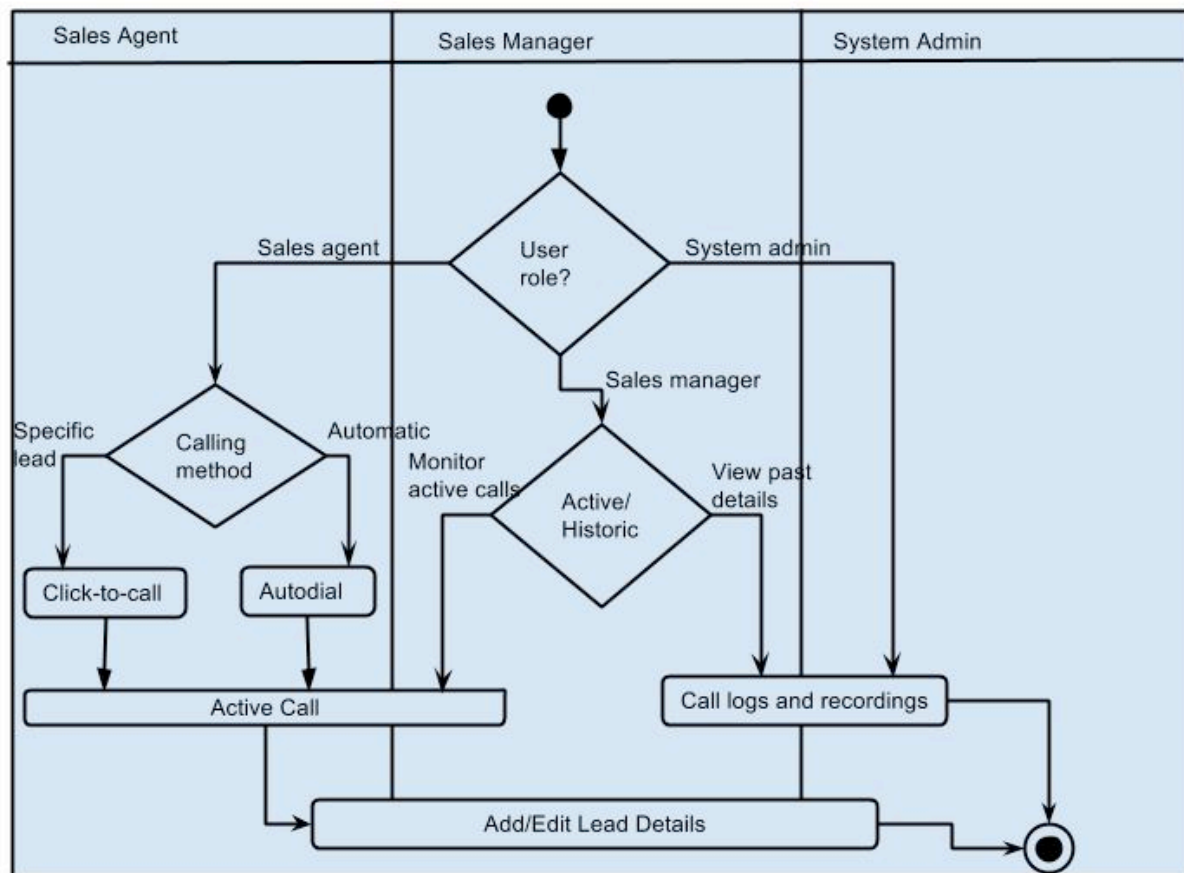 Sales Agent
Sales Manager
System Admin
User
role?
Sales agent
System admin
Sales manager
Calling
method
Specific
lead
Automatic
Active/
Historic
Monitor
active calls
View past
details
Click-to-call
Autodial
Active Call
Call logs and recordings
Add/Edit Lead Details